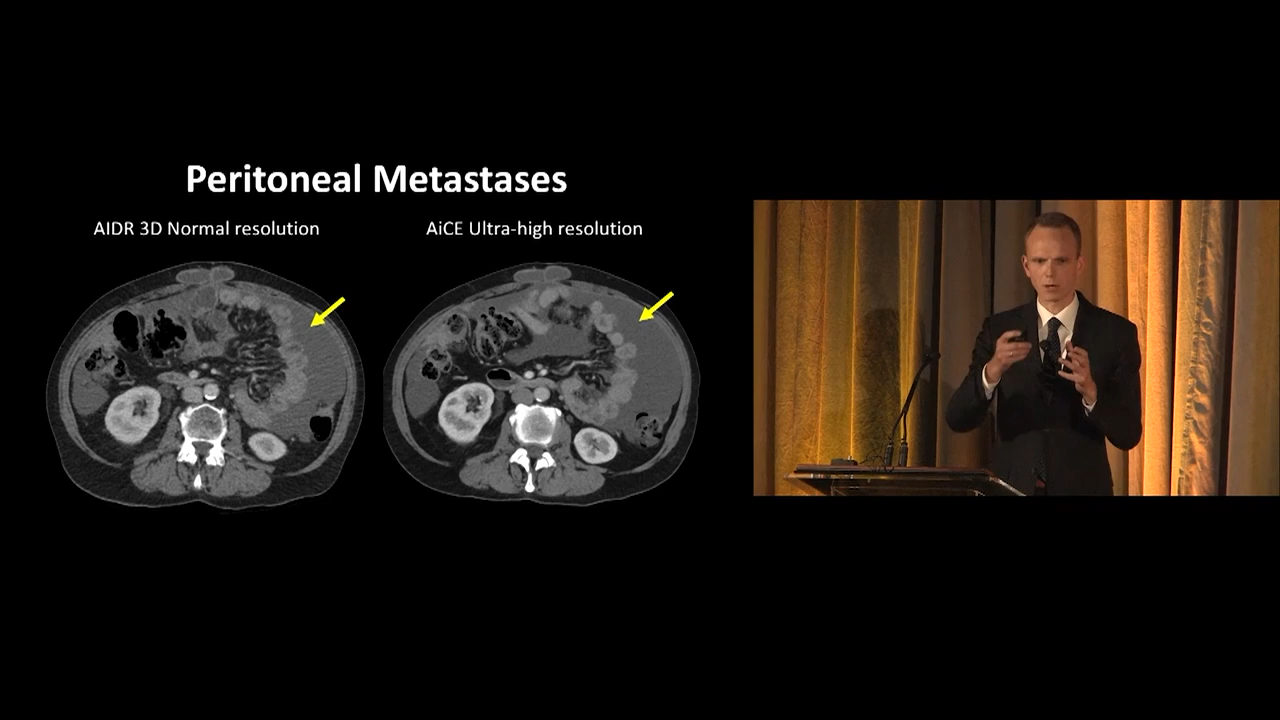 Peritoneal Metastases
AIDR 3D Normal resolution
AiCE Ultra-high resolution